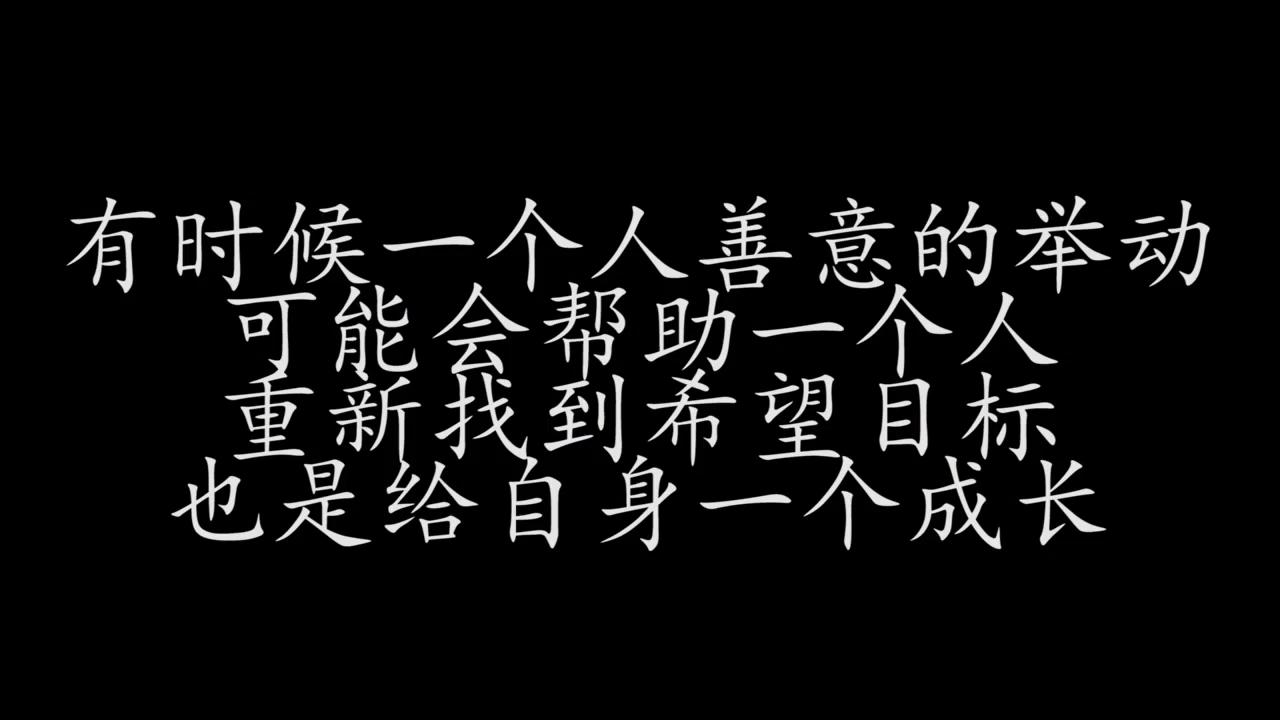 有时候一个人善意的举动
可能会帮助一个人
重新找到希望目标
也是给自身一个成长